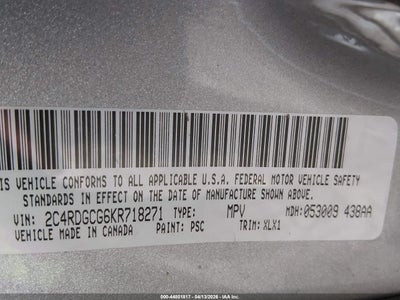 IS VEHICLE CONFORMS TO ALL APPLICABLE U.S.A. FEDERAL MOTOR VEHICLE SAFETY
STANDARDS IN EFFECT ON THE DATE OF MANUFACTURE SHOWN ABOVE.
VIN: 2C4RDGCG6KR718271 TYPE: MPV MDH: 053009 438AA
VEHICLE MADE IN CANADA PAINT: PSC TRIM: XLX1
000-44831817 - 04/13/2026 - IAA Inc.